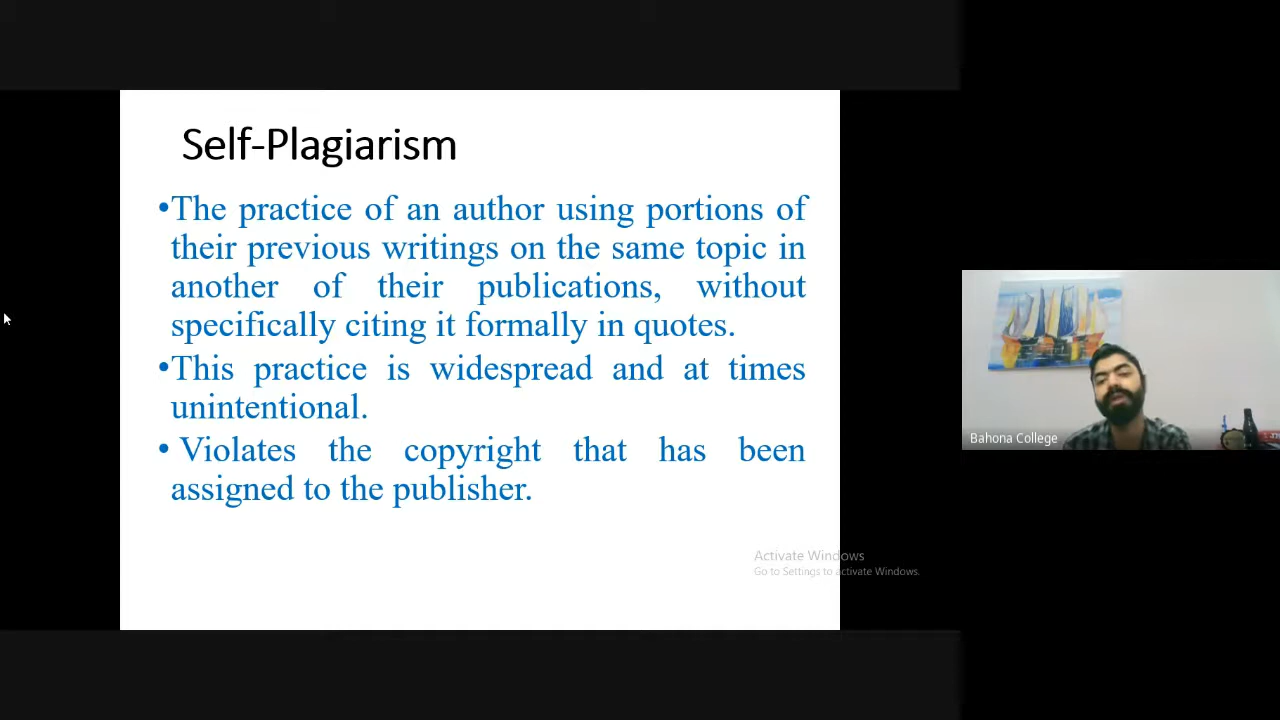 Self-Plagiarism
•The practice of an author using portions of
their previous writings on the same topic in
another of their publications, without
specifically citing it formally in quotes.
•This practice is widespread and at times
unintentional.
• Violates the copyright that has been
assigned to the publisher.
Bahona College
Activate Windows
Go to Settings to activate Windows.